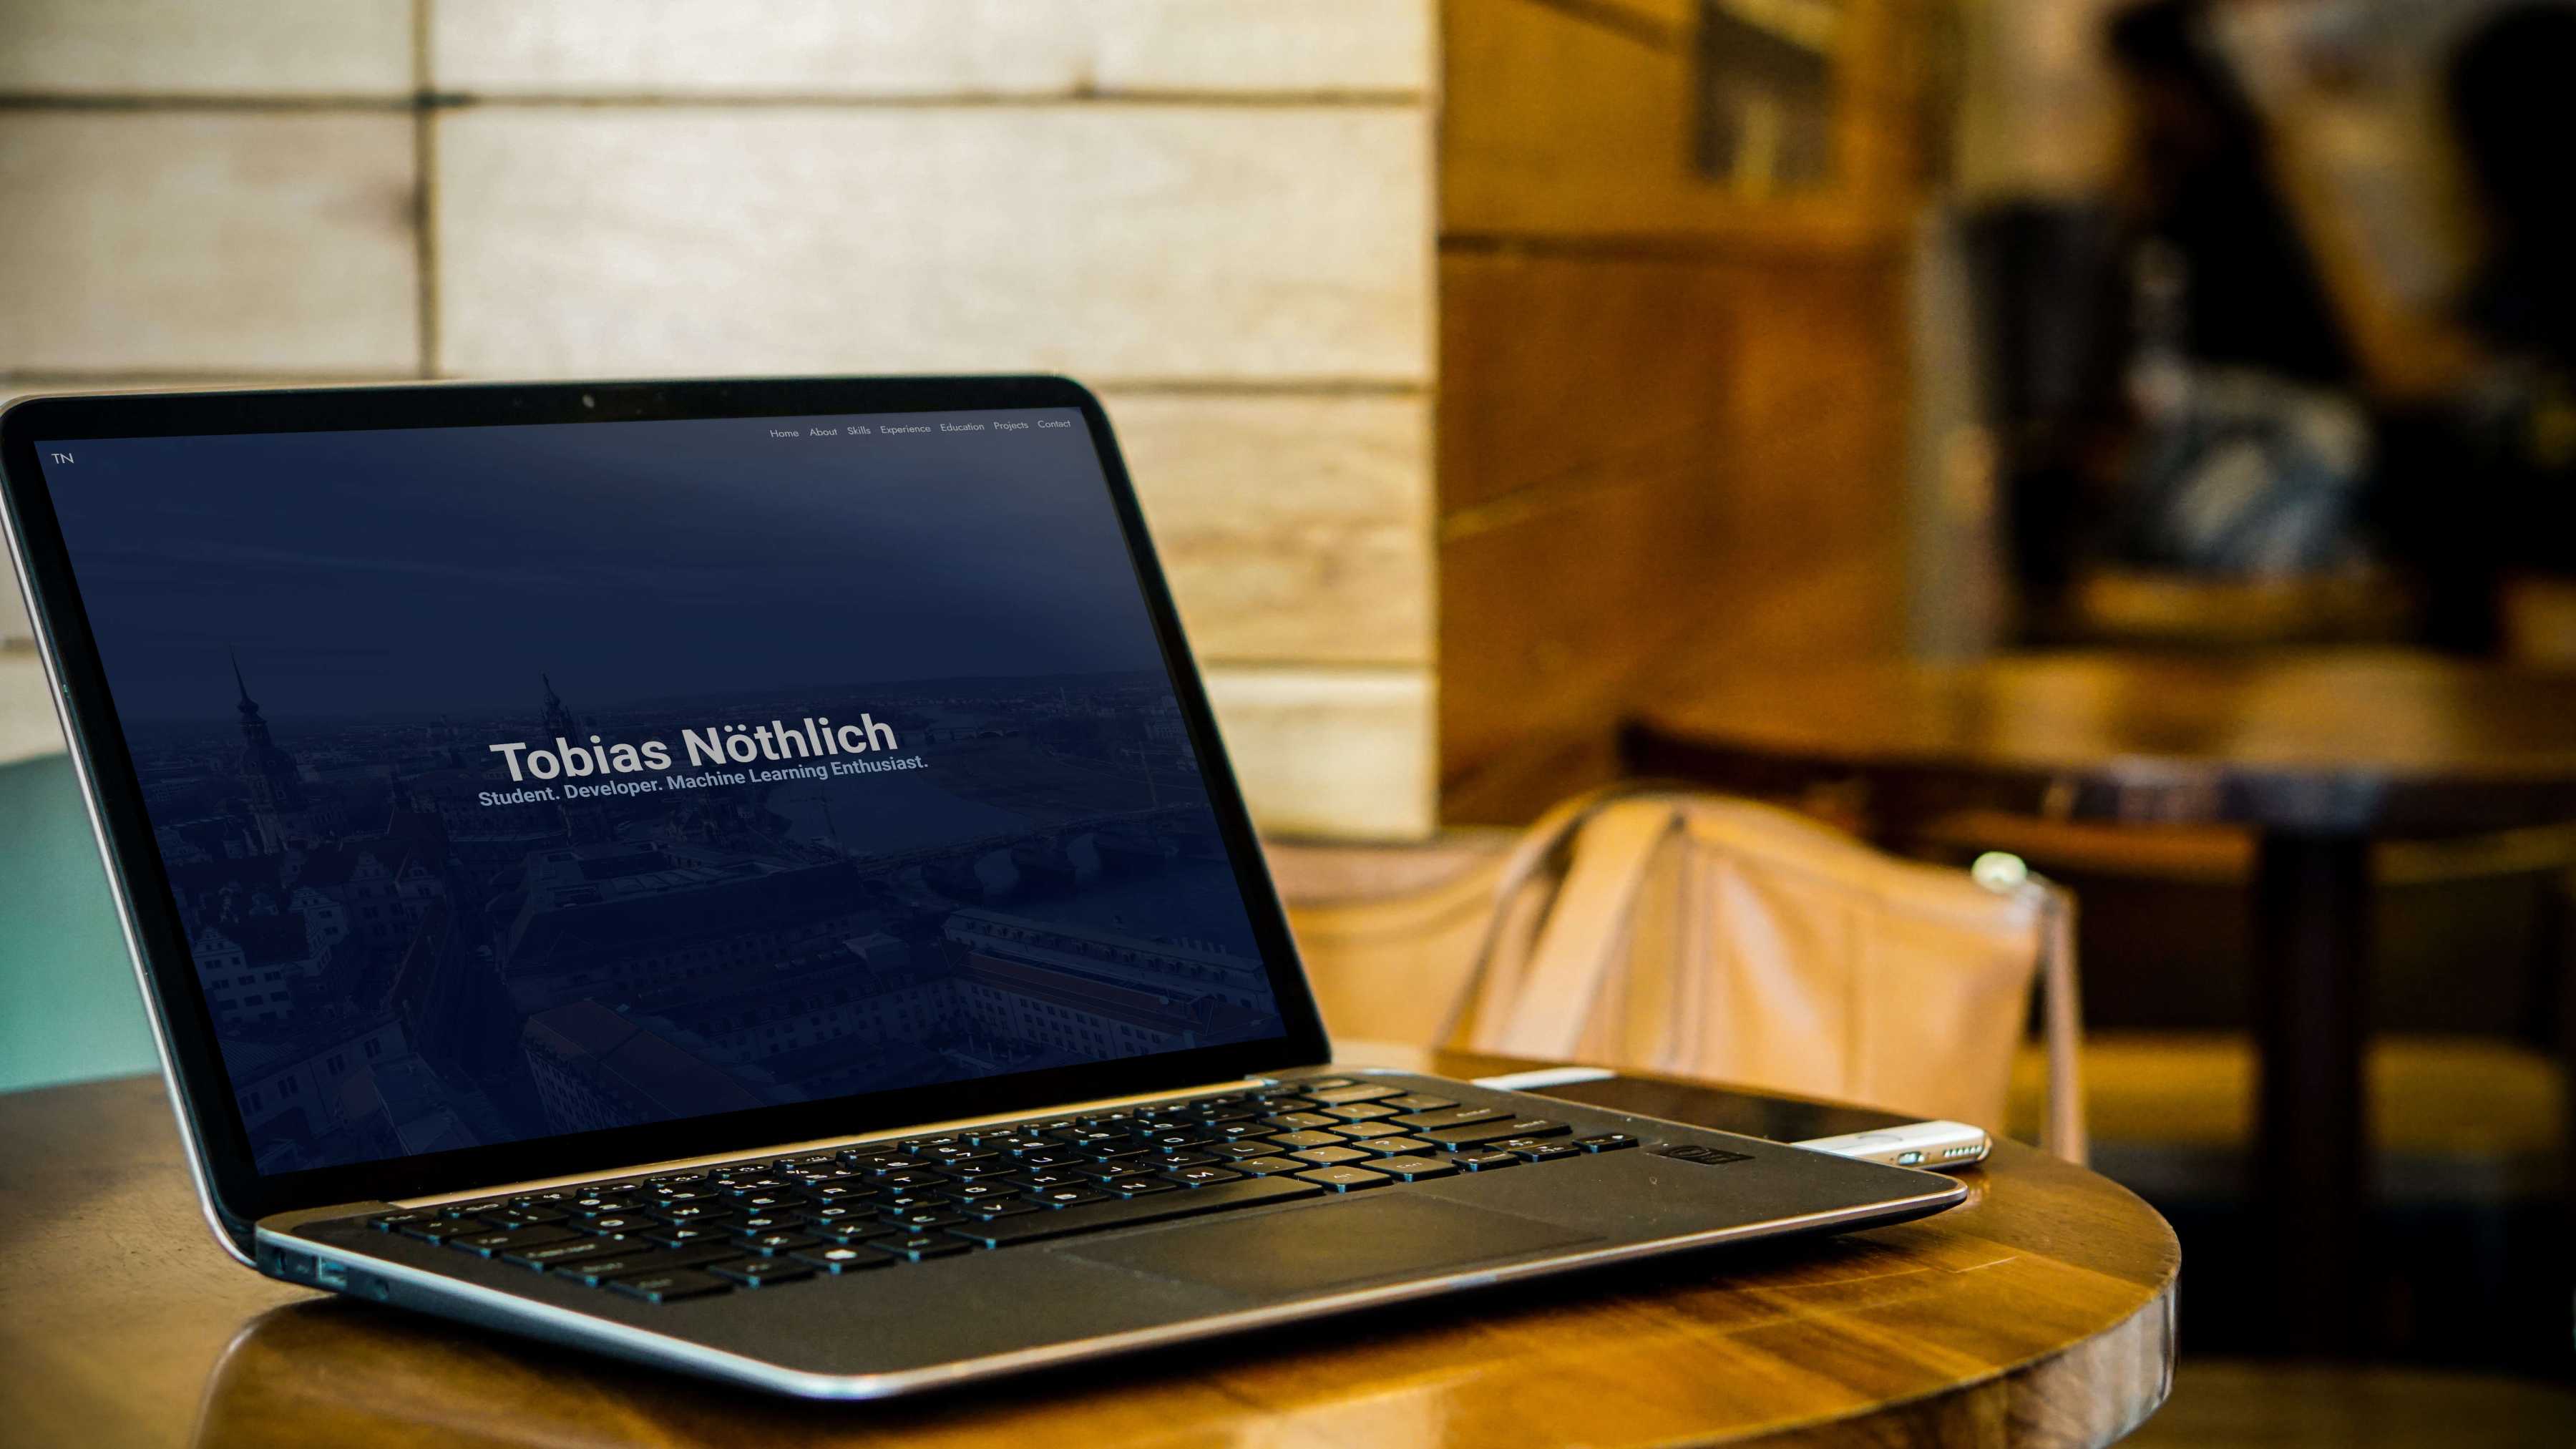 Home About Skills Experience Education Projects Contact
TN
Tobias Nöthlich
Student. Developer. Machine Learning Enthusiast.